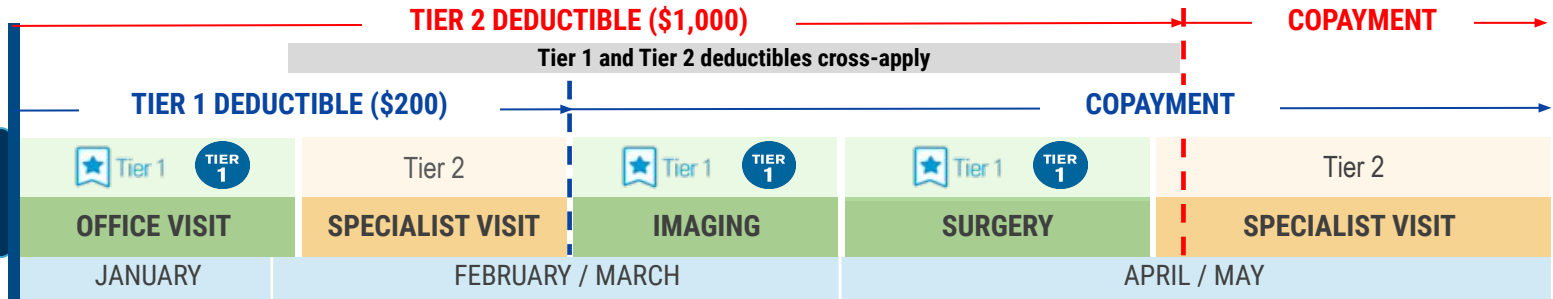 TIER 2 DEDUCTIBLE ($1,000) COPAYMENT
Tier 1 and Tier 2 deductibles cross-apply
TIER 1 DEDUCTIBLE ($200) COPAYMENT
Tier 1 TIER 1 Tier 2 Tier 1 TIER 1 Tier 1 TIER 1 Tier 2
OFFICE VISIT SPECIALIST VISIT IMAGING SURGERY SPECIALIST VISIT
JANUARY FEBRUARY / MARCH APRIL / MAY